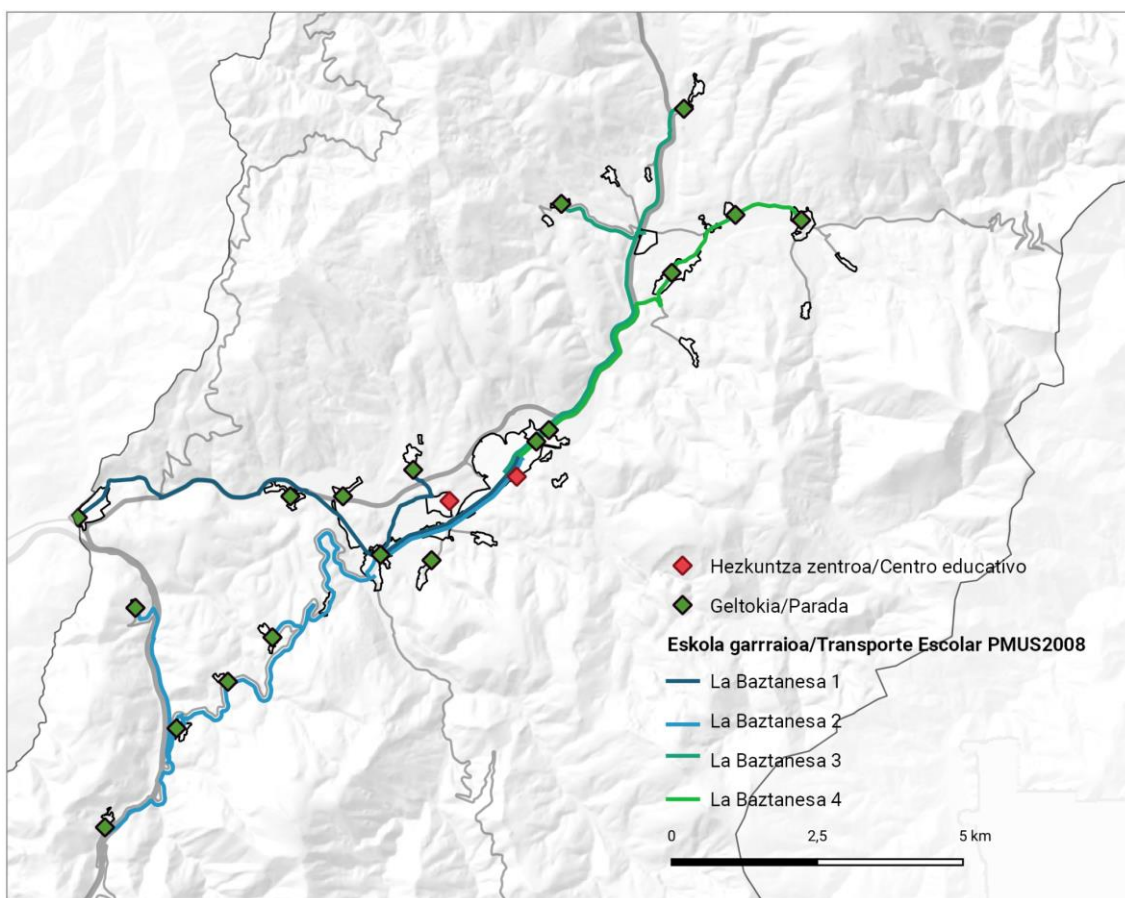 Hezkuntza zentroa/Centro educativo
Geltokia/Parada
Eskola garrraioa/Transporte Escolar PMUS2008
La Baztanesa 1
La Baztanesa 2
La Baztanesa 3
La Baztanesa 4
0 2,5 5 km